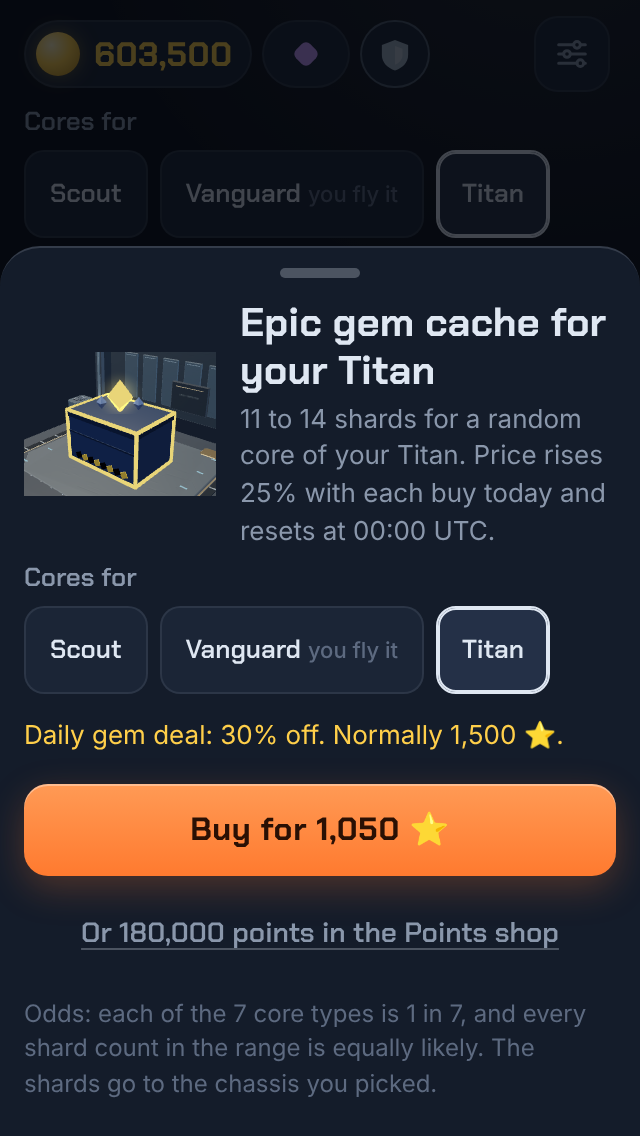 603,500
Cores for
Scout
Vanguard you fly it
Titan
Epic gem cache for
your Titan
11 to 14 shards for a random
core of your Titan. Price rises
25% with each buy today and
resets at 00:00 UTC.
Cores for
Scout
Vanguard you fly it
Titan
Daily gem deal: 30% off. Normally 1,500 ⭐.
Buy for 1,050 ⭐
Or 180,000 points in the Points shop
Odds: each of the 7 core types is 1 in 7, and every
shard count in the range is equally likely. The
shards go to the chassis you picked.